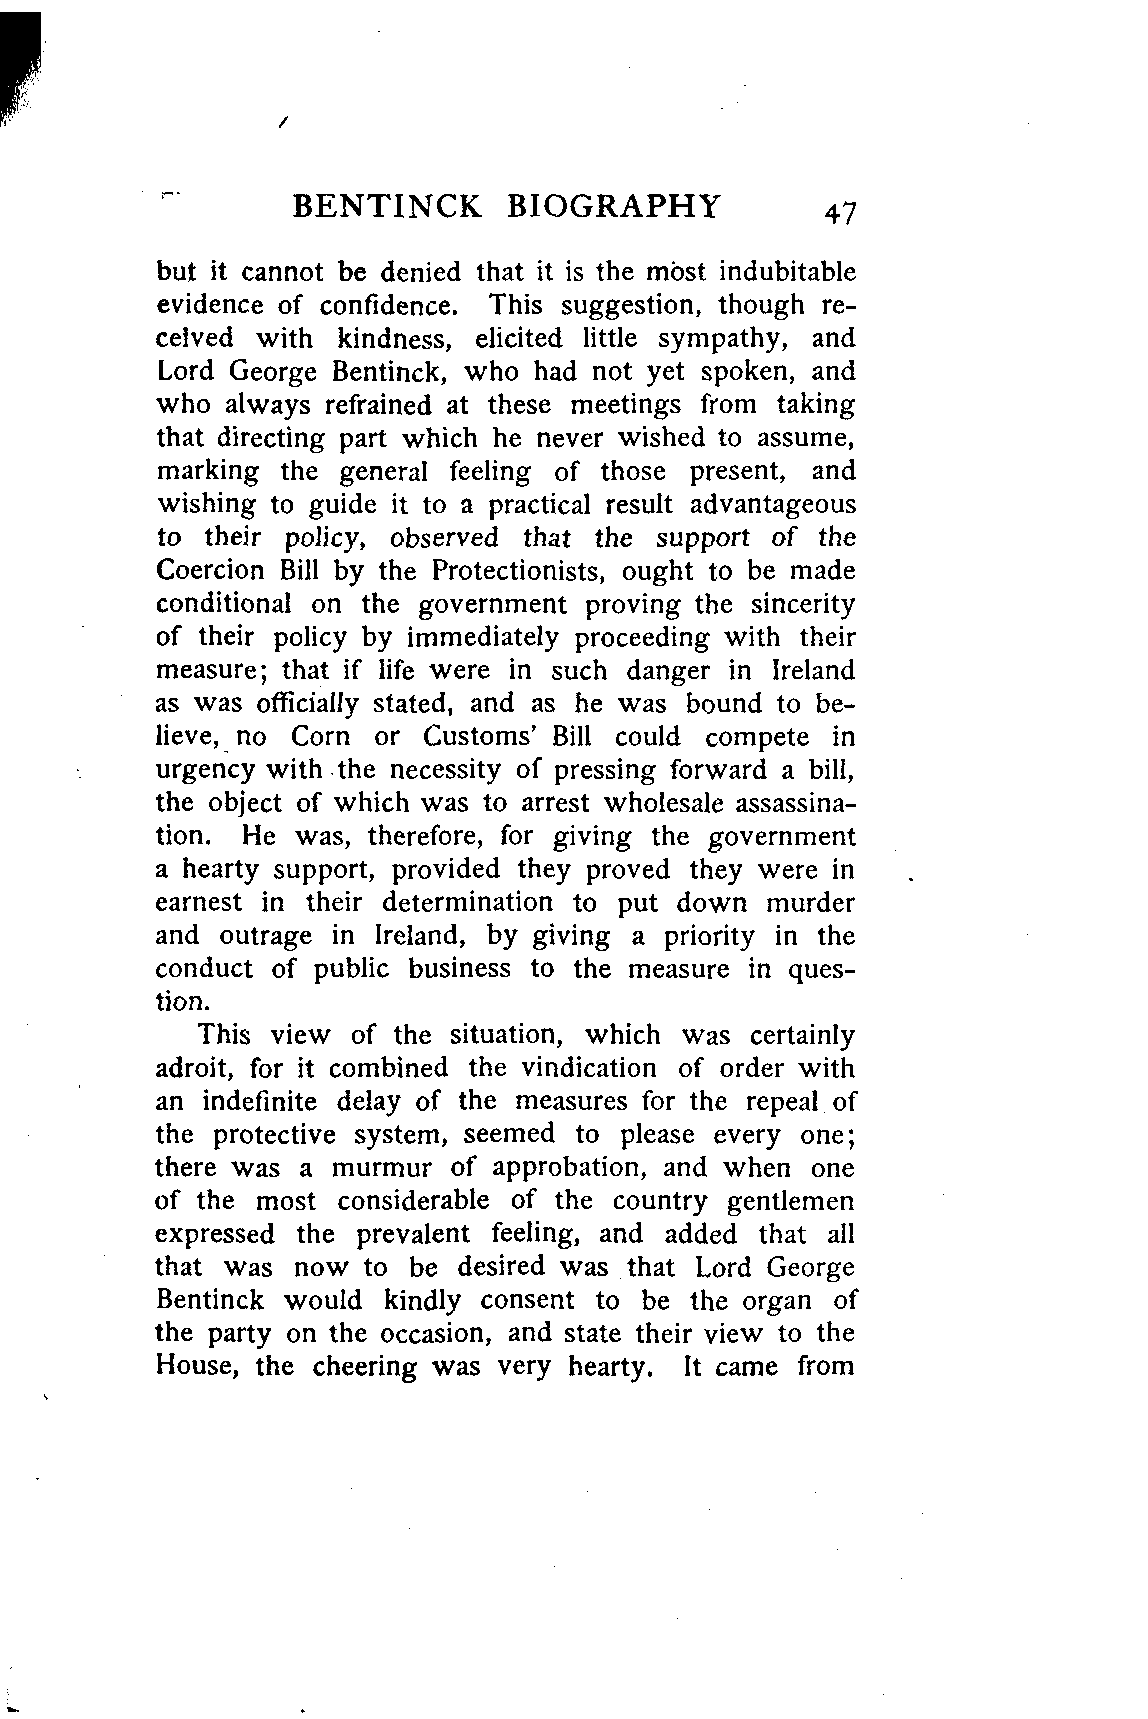 BENTINCK BIOGRAPHY 47
but it cannot be denied that it is the most indubitable
evidence of confidence. This suggestion, though re-
ceived with kindness, elicited little sympathy, and
Lord George Bentinck, who had not yet spoken, and
who always refrained at these meetings from taking
that directing part which he never wished to assume,
marking the general feeling of those present, and
wishing to guide it to a practical result advantageous
to their policy, observed that the support of the
Coercion Bill by the Protectionists, ought to be made
conditional on the government proving the sincerity
of their policy by immediately proceeding with their
measure; that if life were in such danger in Ireland
as was officially stated, and as he was bound to be-
lieve, no Corn or Customs' Bill could compete in
urgency with the necessity of pressing forward a bill,
the object of which was to arrest wholesale assassina-
tion. He was, therefore, for giving the government
a hearty support, provided they proved they were in
earnest in their determination to put down murder
and outrage in Ireland, by giving a priority in the
conduct of public business to the measure in ques-
tion.
This view of the situation, which was certainly
adroit, for it combined the vindication of order with
an indefinite delay of the measures for the repeal of
the protective system, seemed to please every one;
there was a murmur of approbation, and when one
of the most considerable of the country gentlemen
expressed the prevalent feeling, and added that all
that was now to be desired was that Lord George
Bentinck would kindly consent to be the organ of
the party on the occasion, and state their view to the
House, the cheering was very hearty. It came from